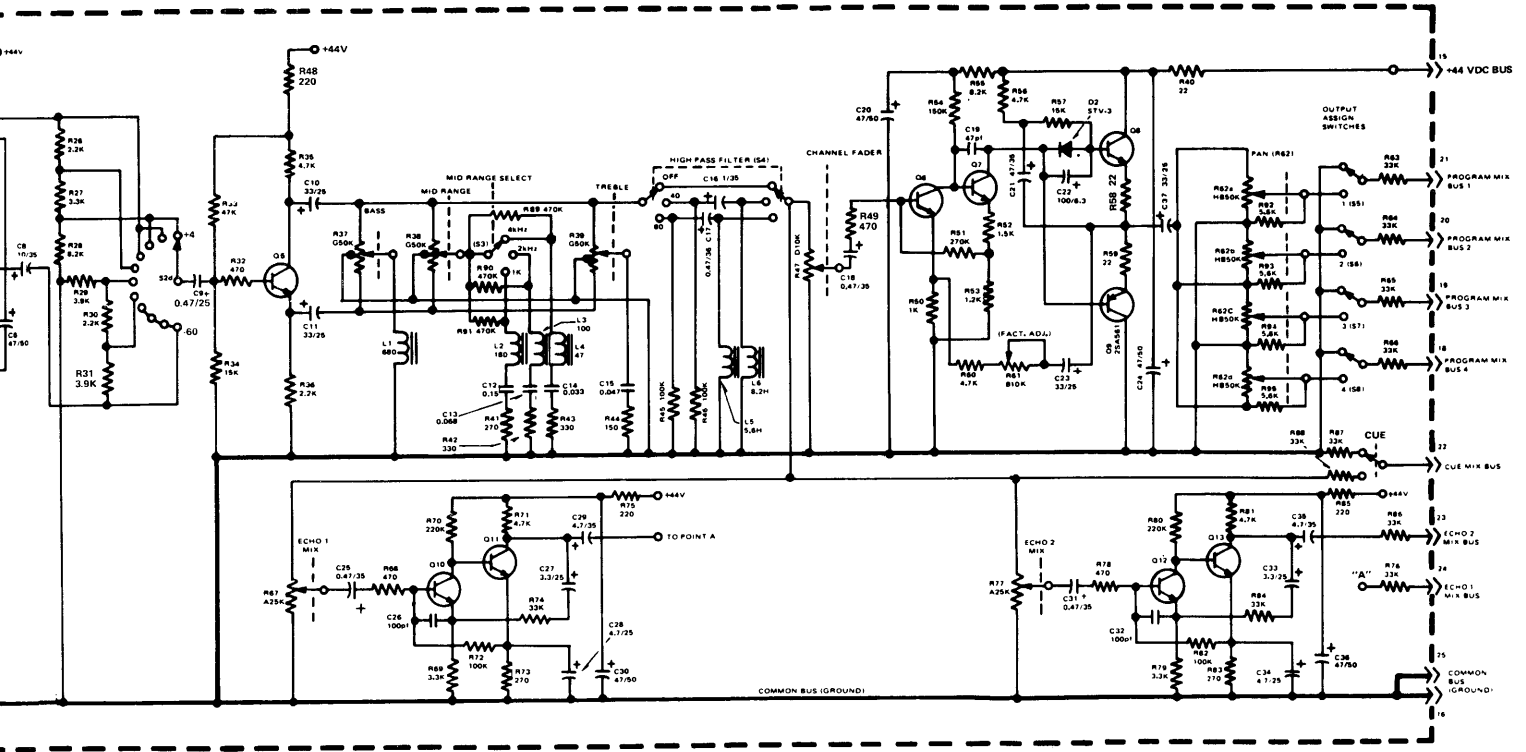 +44V
+44V
R48
220
R26
2.2K
R27
3.3K
R28
8.2K
C8
10/35
R29
3.8K
R30
2.2K
R31
3.9K
C6
47/50
+4
S2d
-60
C9+
0.47/25
R33
47K
R32
470
R34
15K
Q5
R35
4.7K
C10
33/25
C11
33/25
R36
2.2K
BASS
R37
G50K
L1
680
MID RANGE SELECT
MID RANGE
R38
G50K
R89 470K
4kHz
(S3)
2kHz
R90
470K
1K
R91 470K
L3
100
L2
180
L4
47
C12
0.15
C13
0.068
C14
0.033
R41
270
R42
330
R43
330
TREBLE
R39
G50K
C15
0.047
R44
150
HIGH PASS FILTER (S4)
OFF
40
80
C16 1/35
C17
0.47/35
R45 100K
R46 100K
L6
8.2H
L5
5.6H
CHANNEL FADER
R47 D10K
R49
470
C18
0.47/35
C20
47/50
R54
150K
R55
8.2K
R56
4.7K
R57
15K
D2
STV-3
C19
47pf
Q6
Q7
C21 47/35
C22
100/6.3
Q8
R58 22
R51
270K
R52
1.5K
R53
1.2K
R50
1K
R59
22
Q9
2SA561
R60
4.7K
(FACT. ADJ.)
R61
B10K
C23
33/25
C24 47/50
C37 33/25
R40
22
15
+44 VDC BUS
OUTPUT
ASSIGN
SWITCHES
PAN (R62)
R62a
HB50K
R92
5.6K
1 (S5)
R63
33K
21
PROGRAM MIX
BUS 1
R62b
HB50K
R93
5.6K
2 (S6)
R64
33K
20
PROGRAM MIX
BUS 2
R62C
HB50K
R94
5.6K
3 (S7)
R65
33K
19
PROGRAM MIX
BUS 3
R62d
HB50K
R95
5.6K
4 (S8)
R66
33K
18
PROGRAM MIX
BUS 4
R88
33K
R87
33K
CUE
22
CUE MIX BUS
ECHO 1
MIX
R67
A25K
C25
0.47/35
R68
470
R70
220K
R71
4.7K
Q10
Q11
C26
100pf
R69
3.3K
R72
100K
R73
270
R74
33K
C27
3.3/25
C28
4.7/25
C29
4.7/35
C30
47/50
R75
220
+44V
TO POINT A
ECHO 2
MIX
R77
A25K
C31 +
0.47/35
R78
470
R80
220K
R81
4.7K
Q12
Q13
C32
100pf
R79
3.3K
R82
100K
R83
270
R84
33K
C33
3.3/25
C34
4.7/25
C35
4.7/35
C36
47/50
R85
220
+44V
R86
33K
23
ECHO 2
MIX BUS
"A"
R76
33K
24
ECHO 1
MIX BUS
25
COMMON
BUS
(GROUND)
16
COMMON BUS (GROUND)